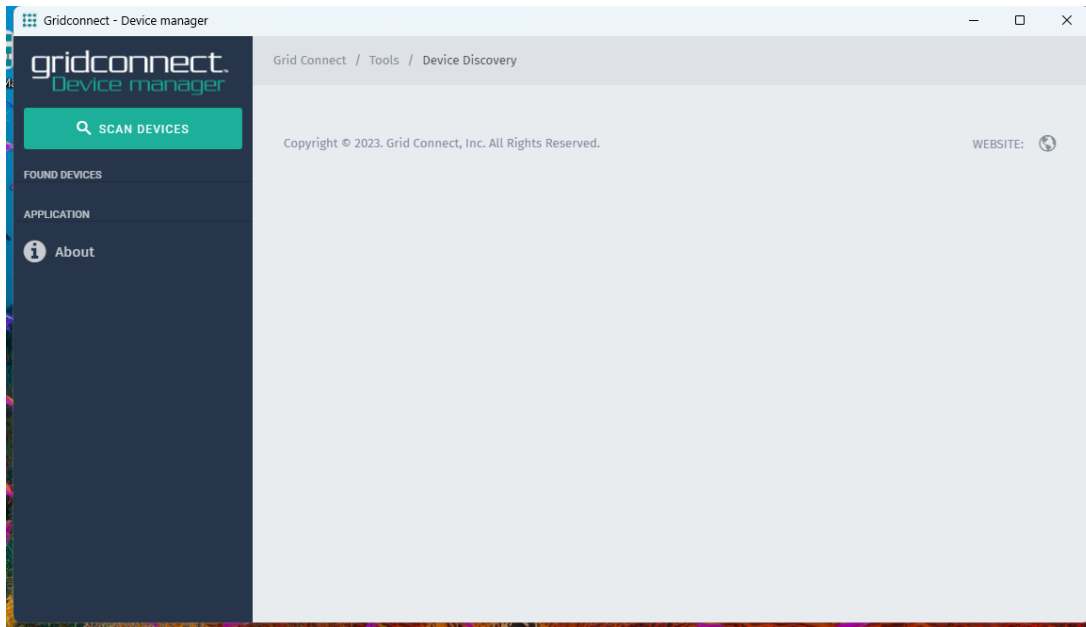 Gridconnect - Device manager
gridconnect™
Device manager
SCAN DEVICES
FOUND DEVICES
APPLICATION
About
Grid Connect / Tools / Device Discovery
Copyright © 2023. Grid Connect, Inc. All Rights Reserved.
WEBSITE: